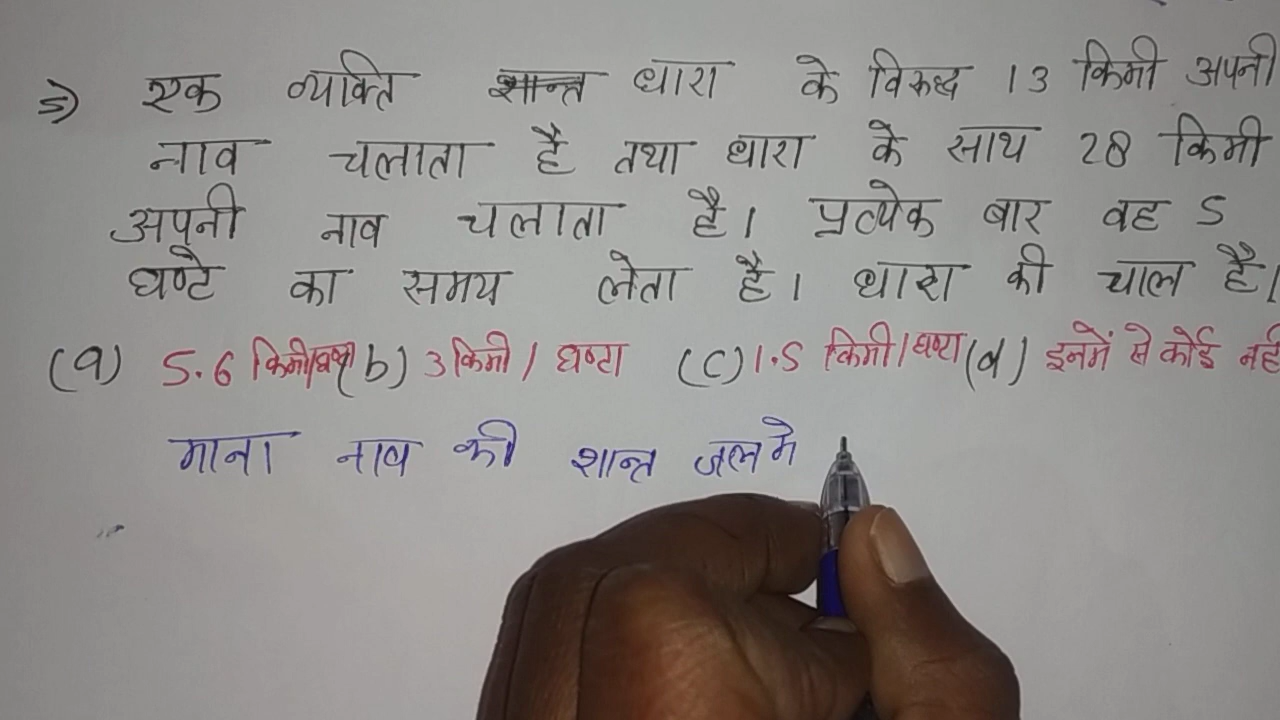 5) एक व्यक्ति शान्त धारा के विरुद्ध 13 किमी अपनी
नाव चलाता है तथा धारा के साथ 28 किमी
अपनी नाव चलाता है। प्रत्येक बार वह 5
घण्टे का समय लेता है। धारा की चाल है।
(a) 5.6 किमी/घण्टा (b) 3 किमी / घण्टा (c) 1.5 किमी/घण्टा (d) इनमें से कोई नही
माना नाव की शान्त जल मे